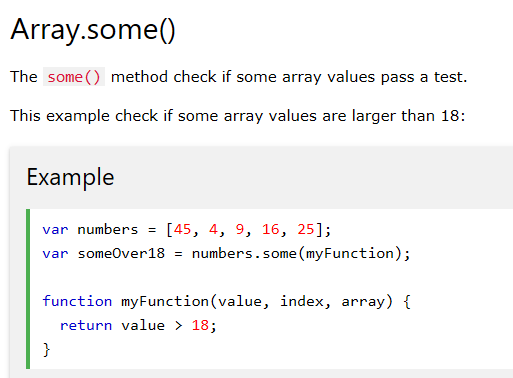 Array.some()
The some() method check if some array values pass a test.
This example check if some array values are larger than 18:
Example
var numbers = [45, 4, 9, 16, 25];
var someOver18 = numbers.some(myFunction);
function myFunction(value, index, array) {
  return value > 18;
}